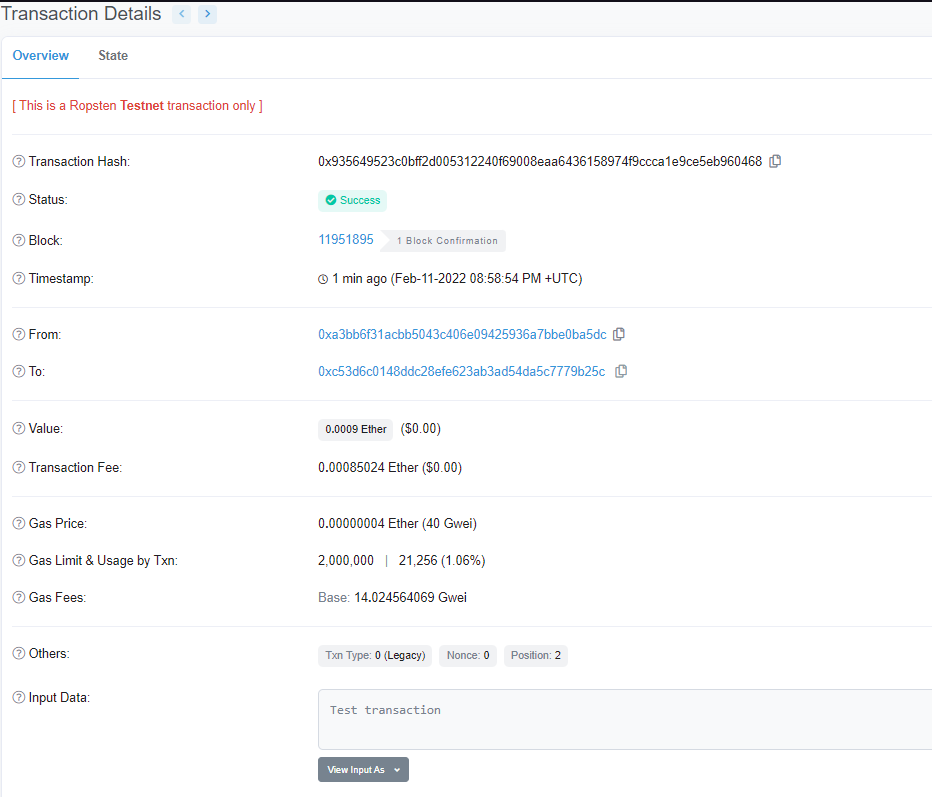 Transaction Details
Overview State
[ This is a Ropsten Testnet transaction only ]
Transaction Hash: 0x935649523c0bff2d005312240f69008eaa6436158974f9ccca1e9ce5eb960468
Status: Success
Block: 11951895 1 Block Confirmation
Timestamp: 1 min ago (Feb-11-2022 08:58:54 PM +UTC)
From: 0xa3bb6f31acbb5043c406e09425936a7bbe0ba5dc
To: 0xc53d6c0148ddc28efe623ab3ad54da5c7779b25c
Value: 0.0009 Ether ($0.00)
Transaction Fee: 0.00085024 Ether ($0.00)
Gas Price: 0.00000004 Ether (40 Gwei)
Gas Limit & Usage by Txn: 2,000,000 | 21,256 (1.06%)
Gas Fees: Base: 14.024564069 Gwei
Others: Txn Type: 0 (Legacy) Nonce: 0 Position: 2
Input Data: Test transaction
View Input As